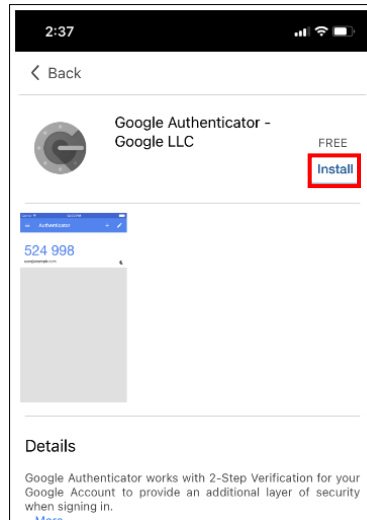 2:37
Back
Google Authenticator -
Google LLC
FREE
Install
Authenticator
524 998
Details
Google Authenticator works with 2-Step Verification for your
Google Account to provide an additional layer of security
when signing in.
More